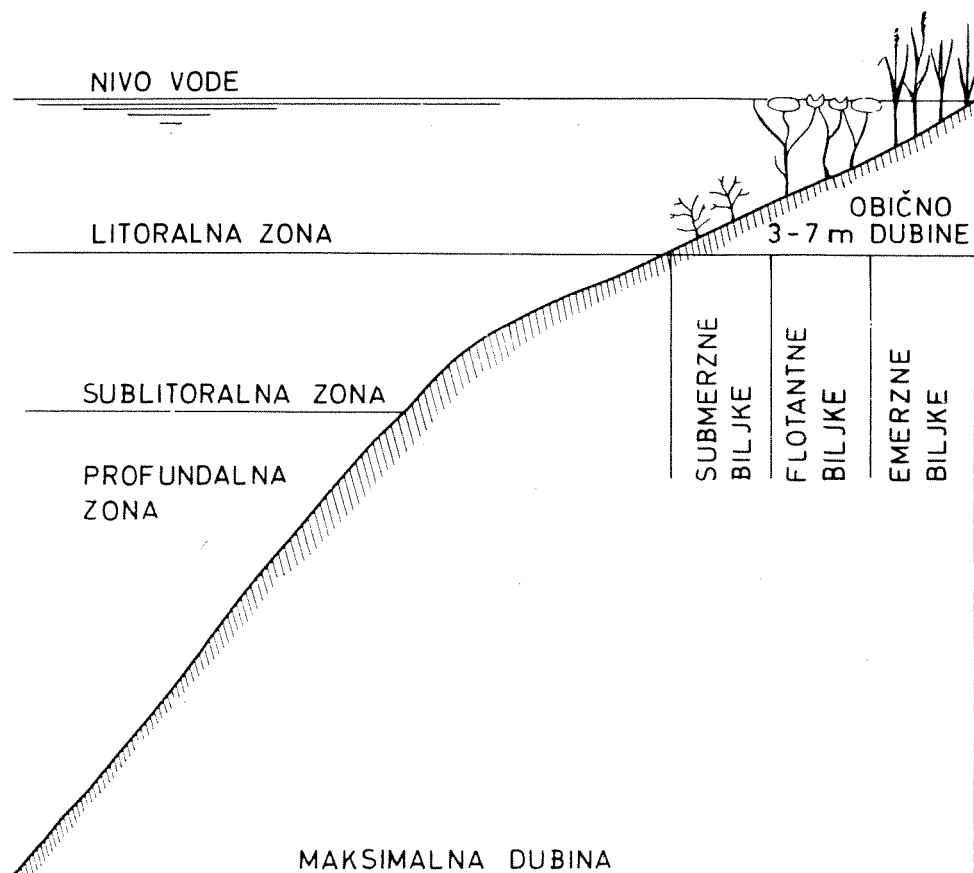 NIVO VODE
LITORALNA ZONA
OBIČNO
3-7 m DUBINE
SUBLITORALNA ZONA
PROFUNDALNA
ZONA
SUBMERZNE
BILJKE
FLOTANTNE
BILJKE
EMERZNE
BILJKE
MAKSIMALNA DUBINA